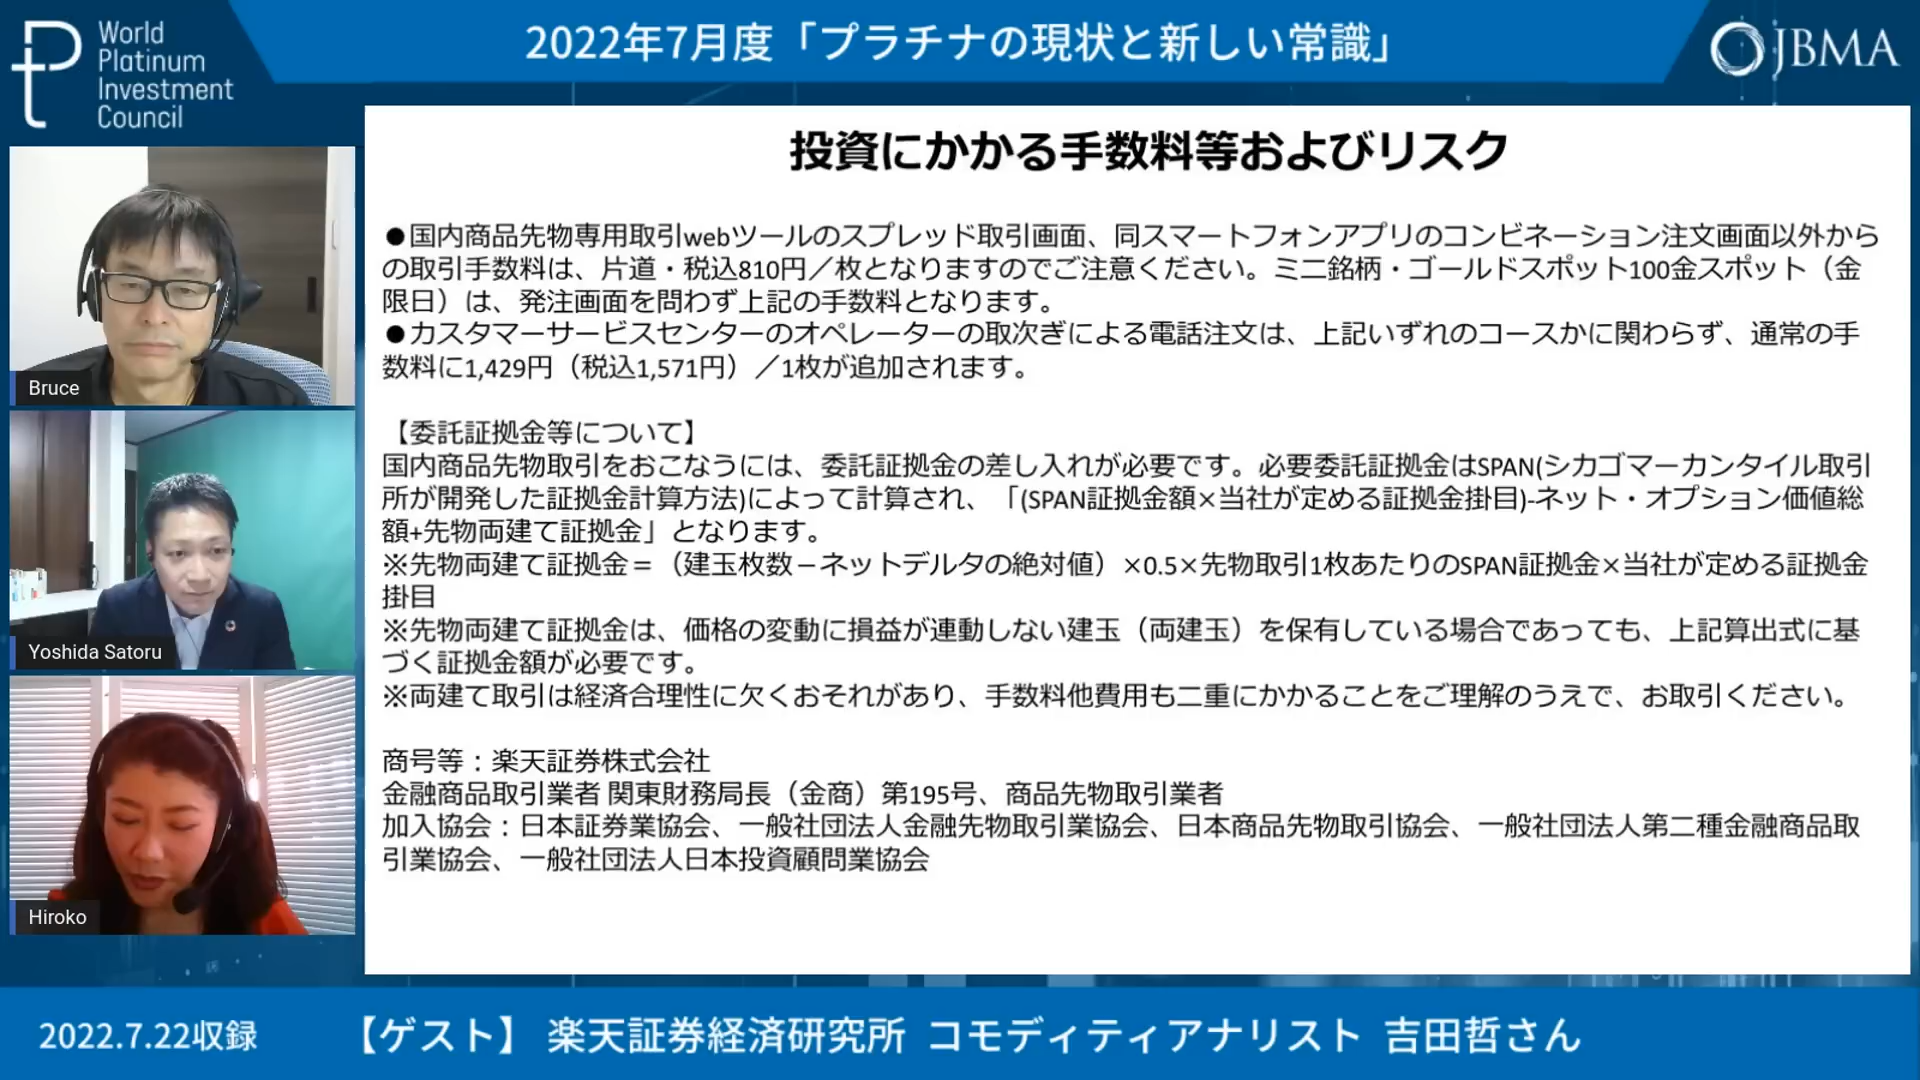 World
Platinum
Investment
Council
2022年7月度「プラチナの現状と新しい常識」
JBMA
投資にかかる手数料等およびリスク
●国内商品先物専用取引webツールのスプレッド取引画面、同スマートフォンアプリのコンビネーション注文画面以外から
の取引手数料は、片道・税込810円／枚となりますのでご注意ください。ミニ銘柄・ゴールドスポット100金スポット（金
限日）は、発注画面を問わず上記の手数料となります。
●カスタマーサービスセンターのオペレーターの取次ぎによる電話注文は、上記いずれのコースかに関わらず、通常の手
数料に1,429円（税込1,571円）／1枚が追加されます。
【委託証拠金等について】
国内商品先物取引をおこなうには、委託証拠金の差し入れが必要です。必要委託証拠金はSPAN(シカゴマーカンタイル取引
所が開発した証拠金計算方法)によって計算され、「(SPAN証拠金額×当社が定める証拠金掛目)-ネット・オプション価値総
額+先物両建て証拠金」となります。
※先物両建て証拠金＝（建玉枚数－ネットデルタの絶対値）×0.5×先物取引1枚あたりのSPAN証拠金×当社が定める証拠金
掛目
※先物両建て証拠金は、価格の変動に損益が連動しない建玉（両建玉）を保有している場合であっても、上記算出式に基
づく証拠金額が必要です。
※両建て取引は経済合理性に欠くおそれがあり、手数料他費用も二重にかかることをご理解のうえで、お取引ください。
商号等：楽天証券株式会社
金融商品取引業者 関東財務局長（金商）第195号、商品先物取引業者
加入協会：日本証券業協会、一般社団法人金融先物取引業協会、日本商品先物取引協会、一般社団法人第二種金融商品取
引業協会、一般社団法人日本投資顧問業協会
Bruce
Yoshida Satoru
Hiroko
2022.7.22収録
【ゲスト】 楽天証券経済研究所 コモディティアナリスト 吉田哲さん